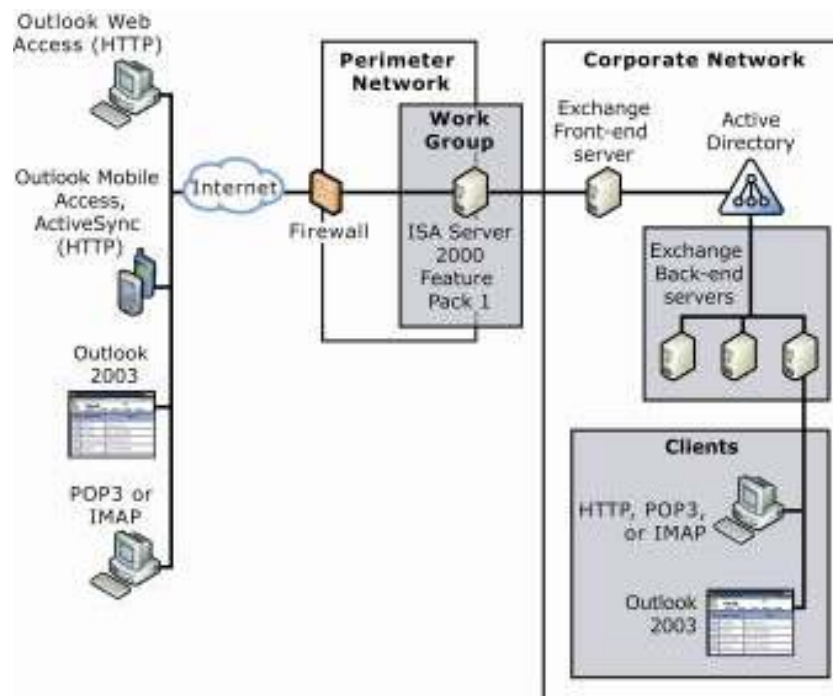 Outlook Web
Access (HTTP)
Outlook Mobile
Access,
ActiveSync
(HTTP)
Outlook
2003
POP3 or
IMAP
Internet
Firewall
Perimeter
Network
Work
Group
ISA Server
2000
Feature
Pack 1
Corporate Network
Exchange
Front-end
server
Active
Directory
Exchange
Back-end
servers
Clients
HTTP, POP3,
or IMAP
Outlook
2003